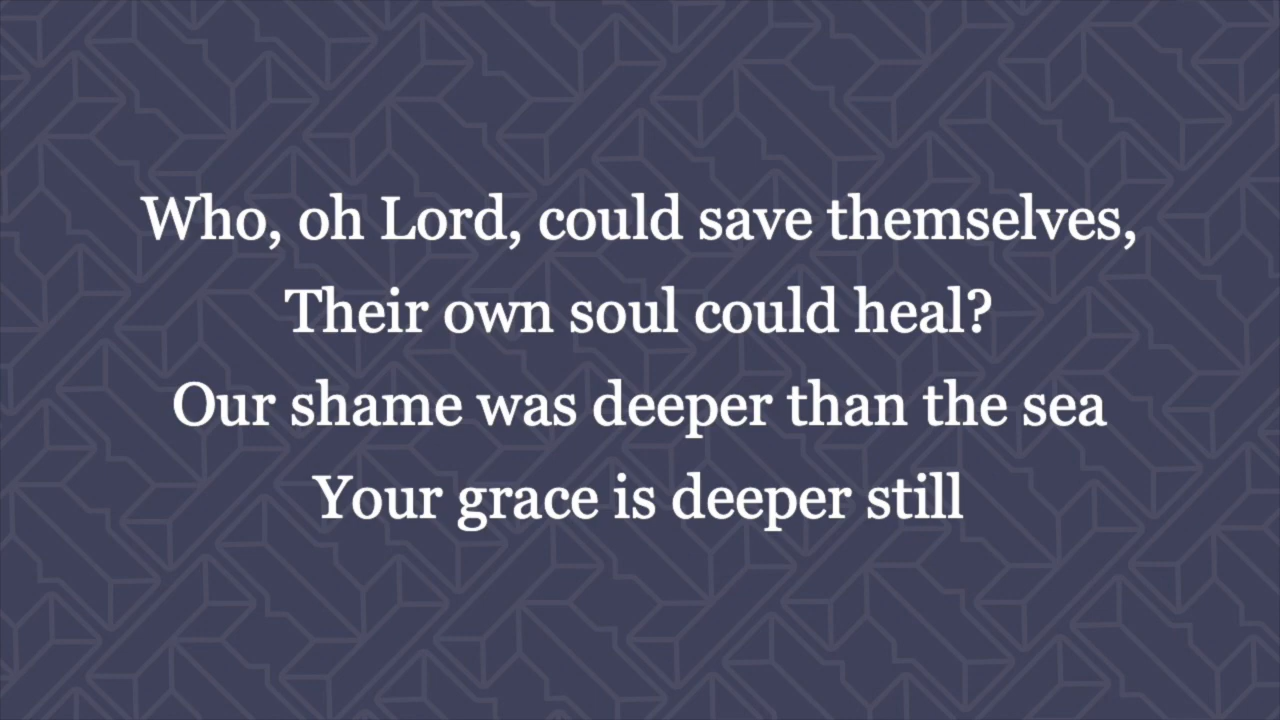 Who, oh Lord, could save themselves,
Their own soul could heal?
Our shame was deeper than the sea
Your grace is deeper still